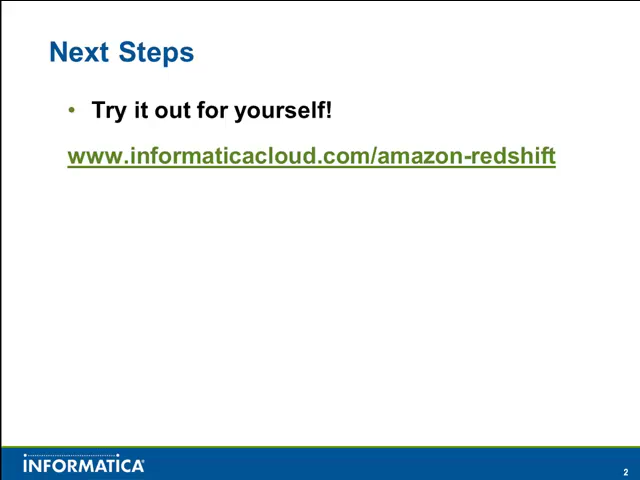 Next Steps
• Try it out for yourself!
www.informaticacloud.com/amazon-redshift
INFORMATICA®
2